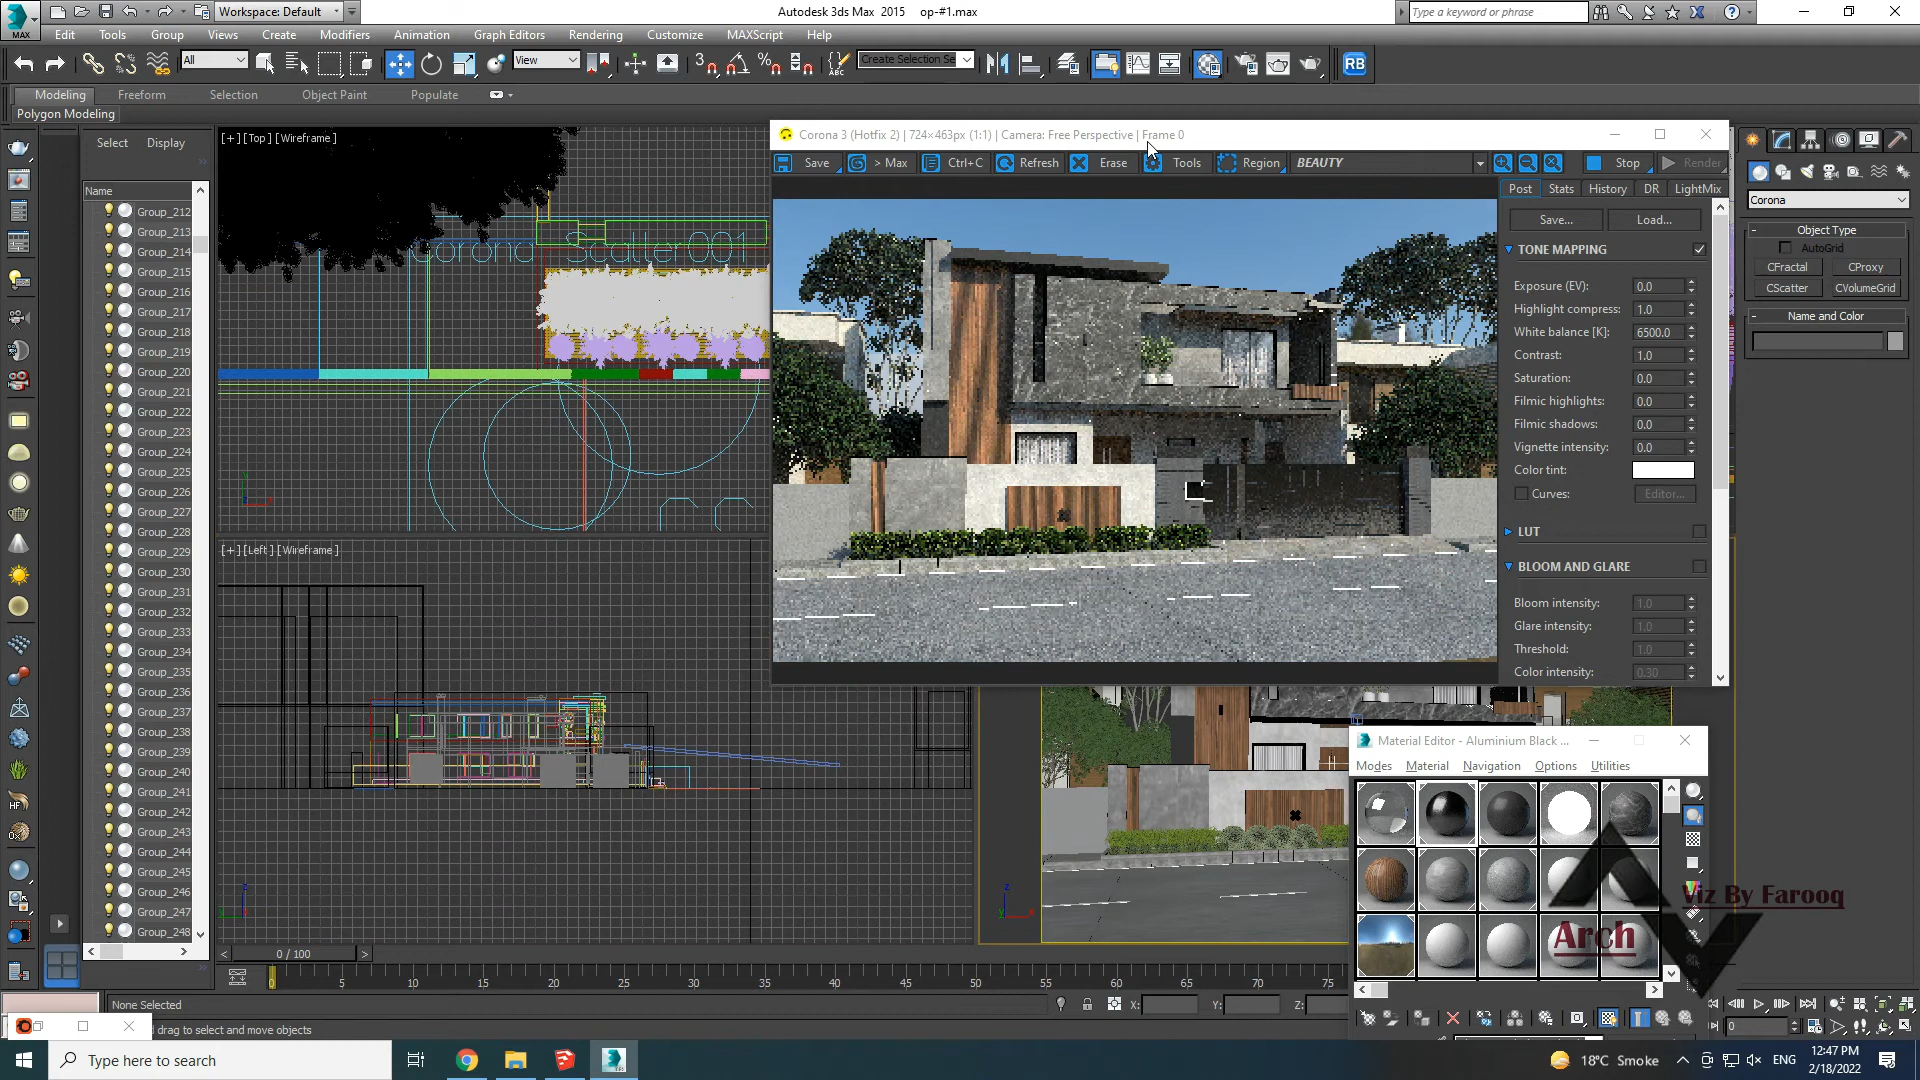 MAX
Workspace: Default
Autodesk 3ds Max 2015 op-#1.max
Type a keyword or phrase
Edit Tools Group Views Create Modifiers Animation Graph Editors Rendering Customize MAXScript Help
All View Create Selection Se RB
Modeling Freeform Selection Object Paint Populate
Polygon Modeling
Select Display
Name
Group_212
Group_213
Group_214
Group_215
Group_216
Group_217
Group_218
Group_219
Group_220
Group_221
Group_222
Group_223
Group_224
Group_225
Group_226
Group_227
Group_228
Group_229
Group_230
Group_231
Group_232
Group_233
Group_234
Group_235
Group_236
Group_237
Group_238
Group_239
Group_240
Group_241
Group_242
Group_243
Group_244
Group_245
Group_246
Group_247
Group_248
[+] [Top] [Wireframe]
Corona Scatter001
[+] [Left] [Wireframe]
Corona 3 (Hotfix 2) | 724×463px (1:1) | Camera: Free Perspective | Frame 0
Save > Max Ctrl+C Refresh Erase Tools Region BEAUTY Stop Render
Post Stats History DR LightMix
Save... Load...
TONE MAPPING
Exposure (EV): 0.0
Highlight compress: 1.0
White balance [K]: 6500.0
Contrast: 1.0
Saturation: 0.0
Filmic highlights: 0.0
Filmic shadows: 0.0
Vignette intensity: 0.0
Color tint:
Curves: Editor...
LUT
BLOOM AND GLARE
Bloom intensity: 1.0
Glare intensity: 1.0
Threshold: 1.0
Color intensity: 0.30
Corona
Object Type
AutoGrid
CFractal CProxy
CScatter CVolumeGrid
Name and Color
Material Editor - Aluminium Black ...
Modes Material Navigation Options Utilities
Viz By Farooq
Arch
0 / 100
0 5 10 15 20 25 30 35 40 45 50 55 60 65 70 75
None Selected X: Y: Z:
drag to select and move objects
0
Type here to search
18°C Smoke ENG
12:47 PM
2/18/2022